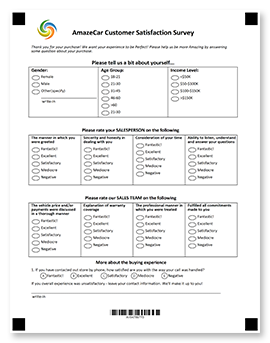 AmazeCar Customer Satisfaction Survey
Thank you for your purchase! We want your experience to be Perfect! Please help us be more Amazing by answering
some question about your purchase.
Please tell us a bit about yourself...
Gender: Age Group: Income Level:
Female 18-21 <$50K
Male 21-35 $50-$300K
Other(specify) 31-45 $100-$300K
write-in 46-60 $100-$150K
>60 >$150K
21-30
Please rate your SALESPERSON on the following
The manner in which you were greeted Sincerity and honesty in dealing with you Consideration of your time Ability to listen, understand and answer your questions
Fantastic! Fantastic! Fantastic! Fantastic!
Excellent Excellent Excellent Excellent
Satisfactory Satisfactory Satisfactory Satisfactory
Mediocre Mediocre Mediocre Mediocre
Negative Negative Negative Negative
Please rate our SALES TEAM on the following
The vehicle price and/or payments were discussed in a thorough manner Explanation of warranty coverage The professional manner in which you were treated Fulfilled all commitments made to you
Fantastic! Fantastic! Fantastic! Fantastic!
Excellent Excellent Excellent Excellent
Satisfactory Satisfactory Satisfactory Satisfactory
Mediocre Mediocre Mediocre Mediocre
Negative Negative Negative Negative
More about the buying experience
1. If you have contacted our store by phone, how satisfied are you with the way your call was handled?
Fantastic! Excellent Satisfactory Mediocre Negative
If you overall experience was unsatisfactory - leave your contact information. We'll make it up to you!
write-in